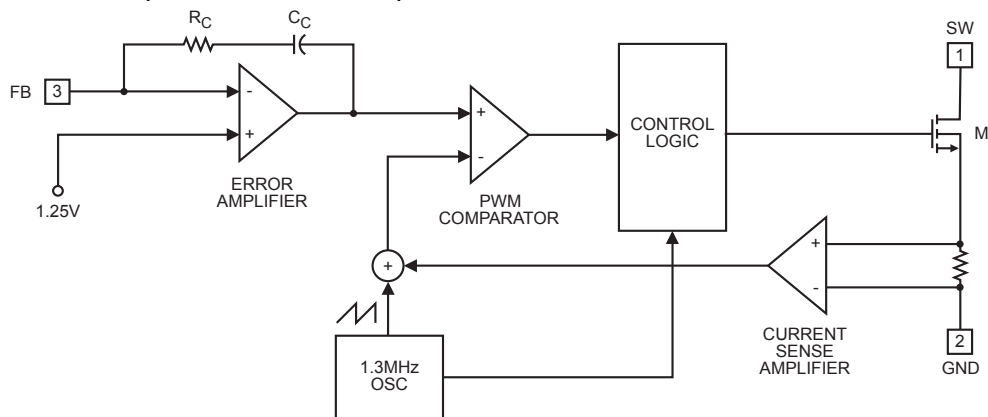 RC
CC
SW
1
FB
3
-
+
1.25V
ERROR
AMPLIFIER
+
-
PWM
COMPARATOR
CONTROL
LOGIC
M
+
+
-
CURRENT
SENSE
AMPLIFIER
2
GND
1.3MHz
OSC